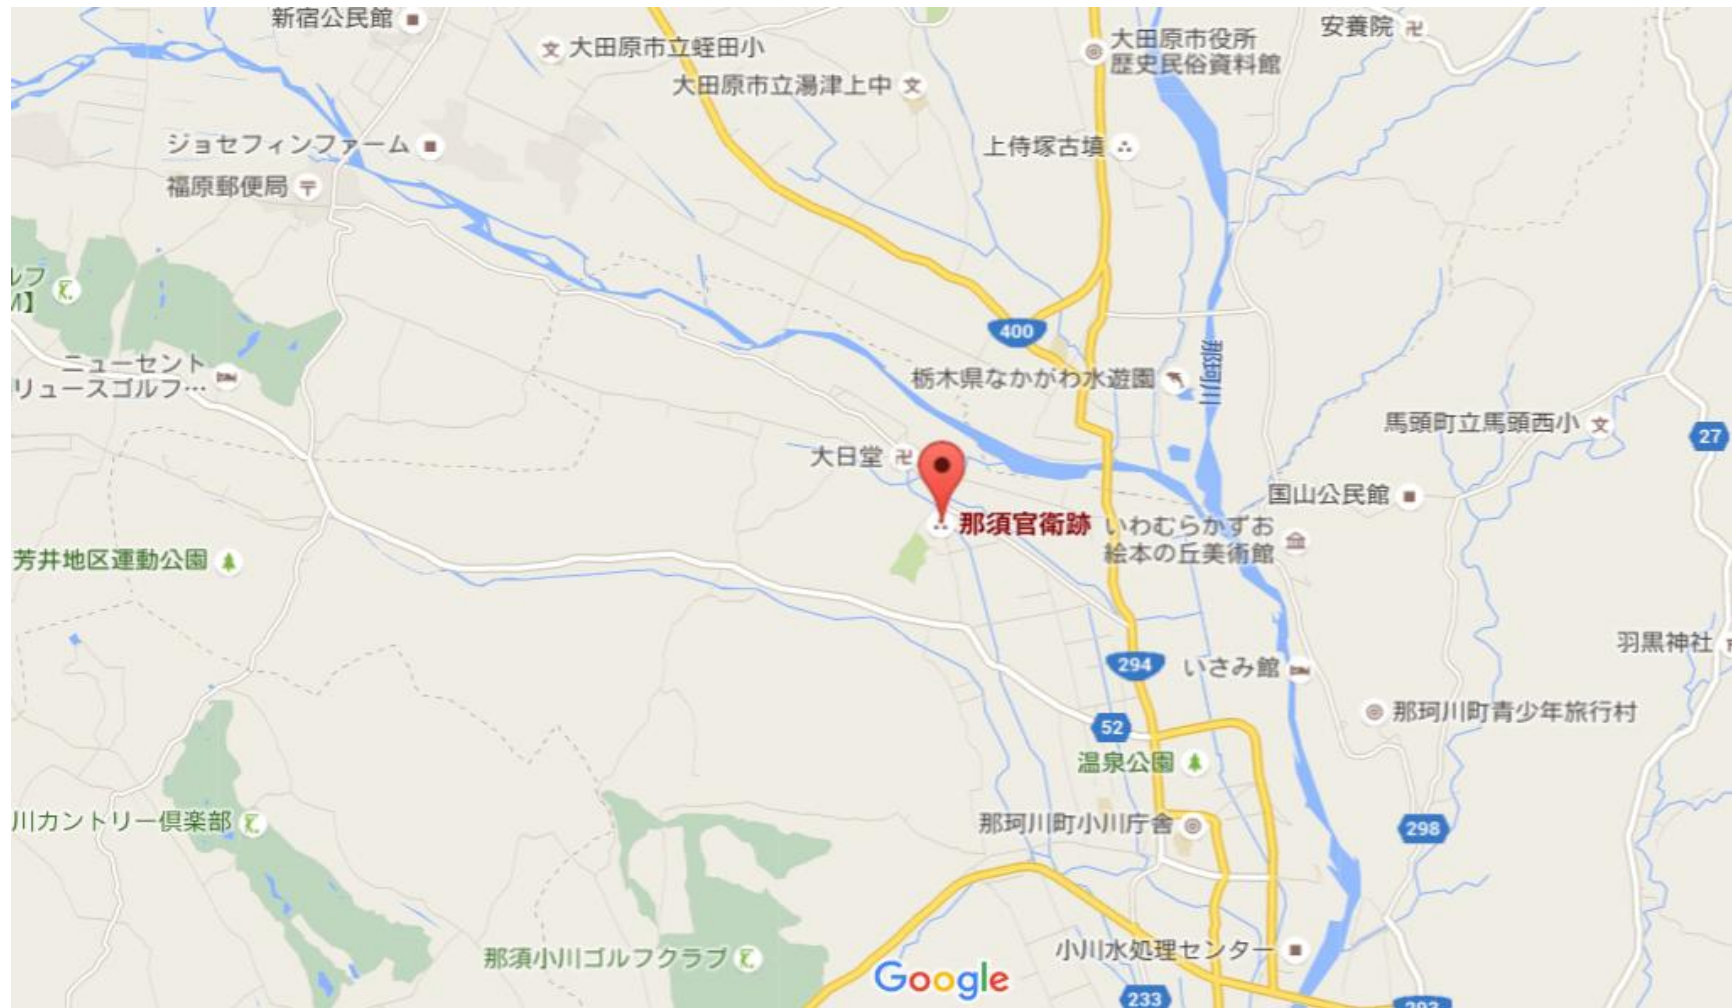 新宿公民館
大田原市立蛭田小
大田原市立湯津上中
大田原市役所
歴史民俗資料館
安養院
ジョセフィンファーム
福原郵便局
上侍塚古墳
ルフ
M】
400
ニューセント
リュースゴルフ…
栃木県なかがわ水遊園
那珂川
馬頭町立馬頭西小
27
大日堂
国山公民館
那須官衙跡
いわむらかずお
絵本の丘美術館
芳井地区運動公園
羽黒神社
294
いさみ館
那珂川町青少年旅行村
52
温泉公園
川カントリー倶楽部
那珂川町小川庁舎
298
那須小川ゴルフクラブ
小川水処理センター
Google
233
293